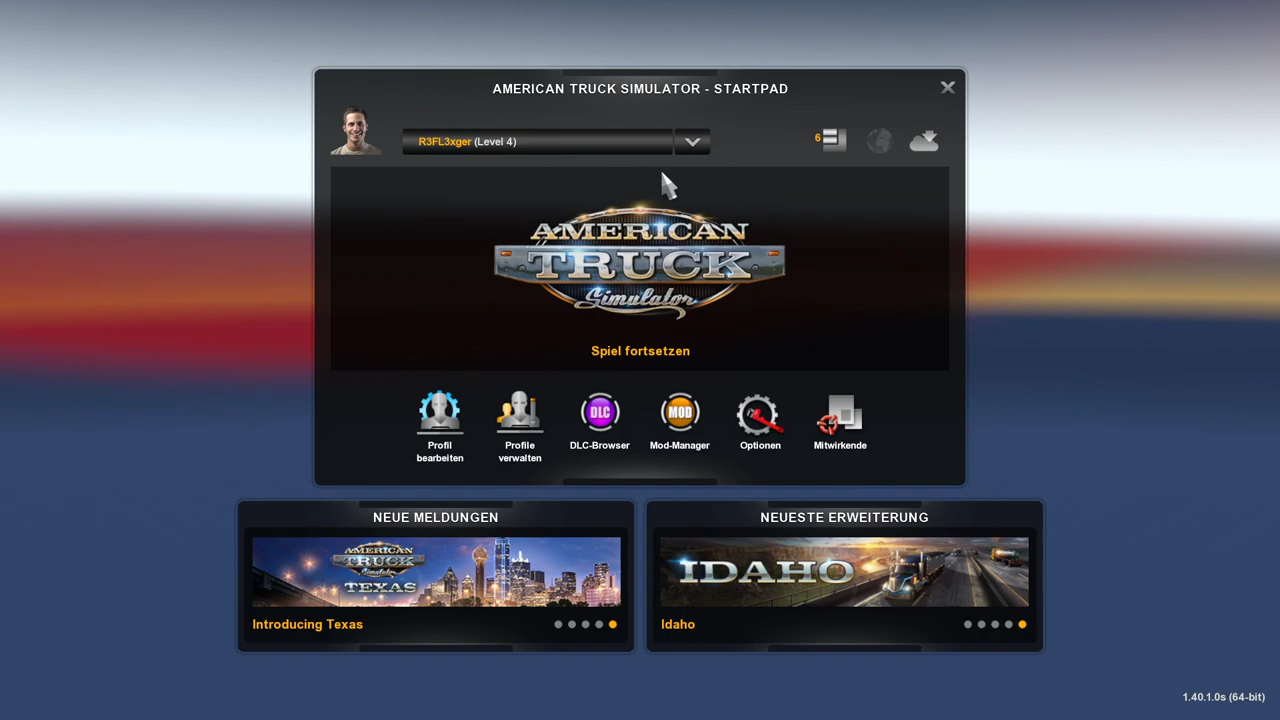 AMERICAN TRUCK SIMULATOR - STARTPAD
R3FL3xger (Level 4)
6
AMERICAN
TRUCK
Simulator
Spiel fortsetzen
Profil
bearbeiten
Profile
verwalten
DLC
DLC-Browser
MOD
Mod-Manager
Optionen
Mitwirkende
NEUE MELDUNGEN
AMERICAN
TRUCK
Simulator
TEXAS
Introducing Texas
NEUESTE ERWEITERUNG
IDAHO
Idaho
1.40.1.0s (64-bit)